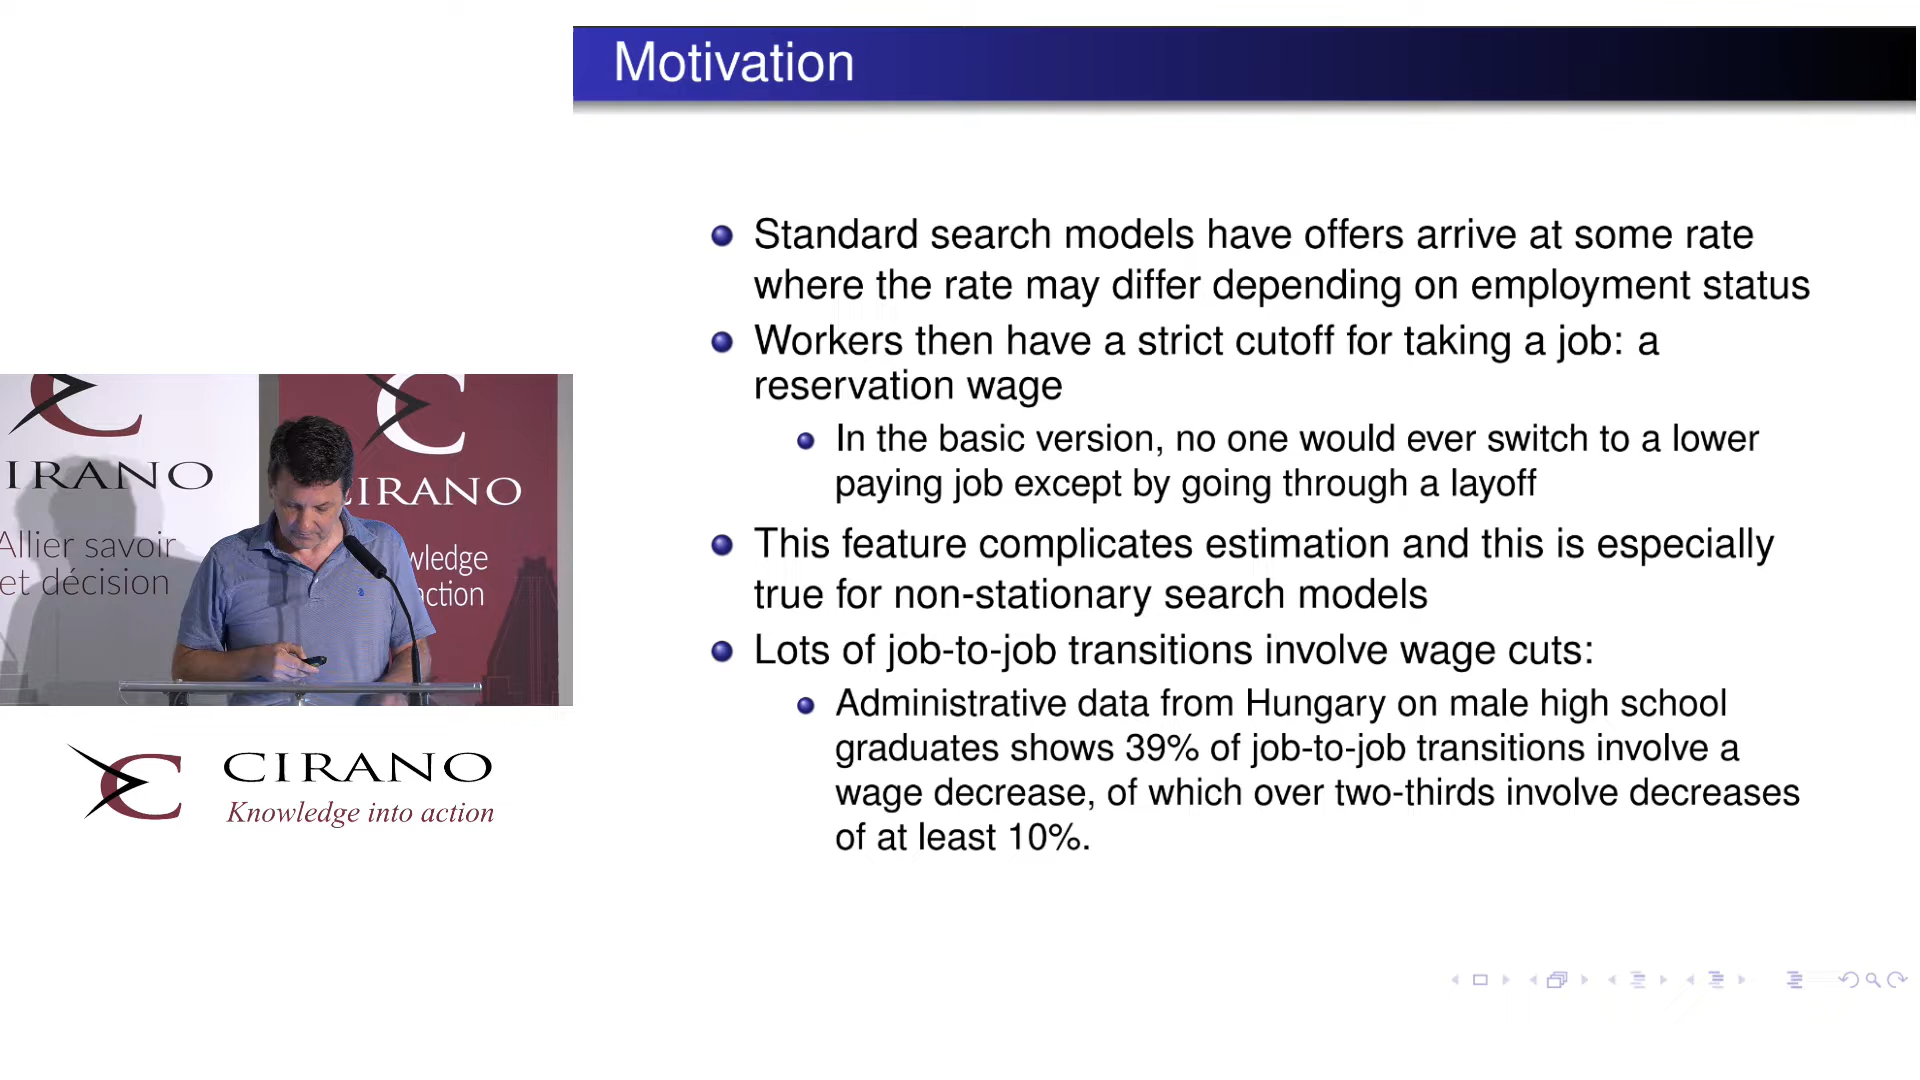 Motivation
Standard search models have offers arrive at some rate
where the rate may differ depending on employment status
Workers then have a strict cutoff for taking a job: a
reservation wage
In the basic version, no one would ever switch to a lower
paying job except by going through a layoff
This feature complicates estimation and this is especially
true for non-stationary search models
Lots of job-to-job transitions involve wage cuts:
Administrative data from Hungary on male high school
graduates shows 39% of job-to-job transitions involve a
wage decrease, of which over two-thirds involve decreases
of at least 10%.
IRANO
Allier savoir
et décision
IRANO
wledge
ction
CIRANO
Knowledge into action